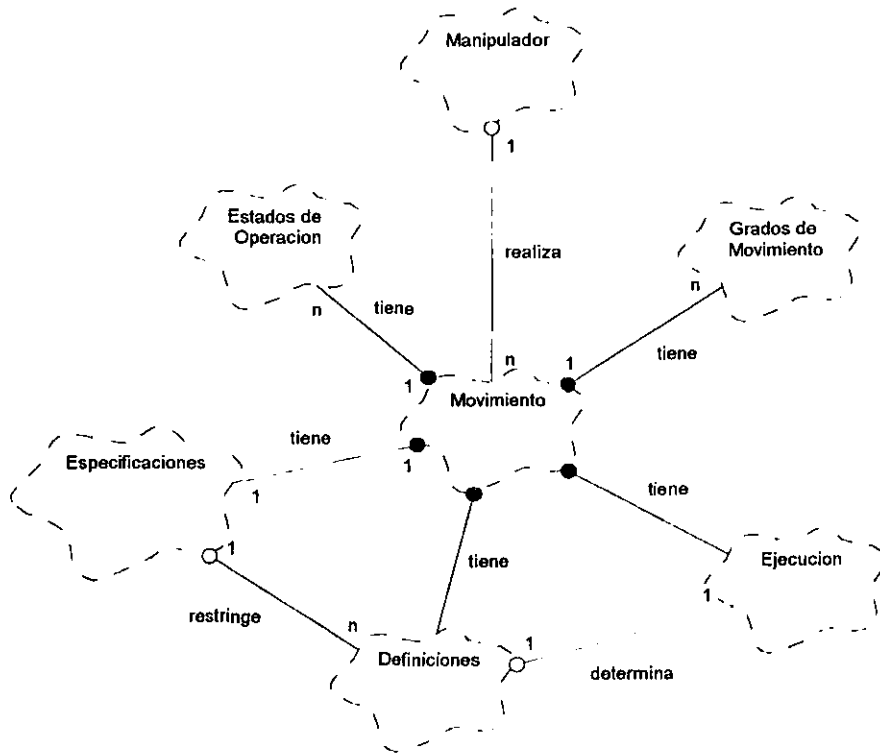 Manipulador
1
Estados de
Operacion
Grados de
Movimiento
realiza
n
n
tiene
tiene
n
1
1
Movimiento
tiene
1
Especificaciones
1
tiene
1
tiene
Ejecucion
1
restringe
n
1
Definiciones
determina